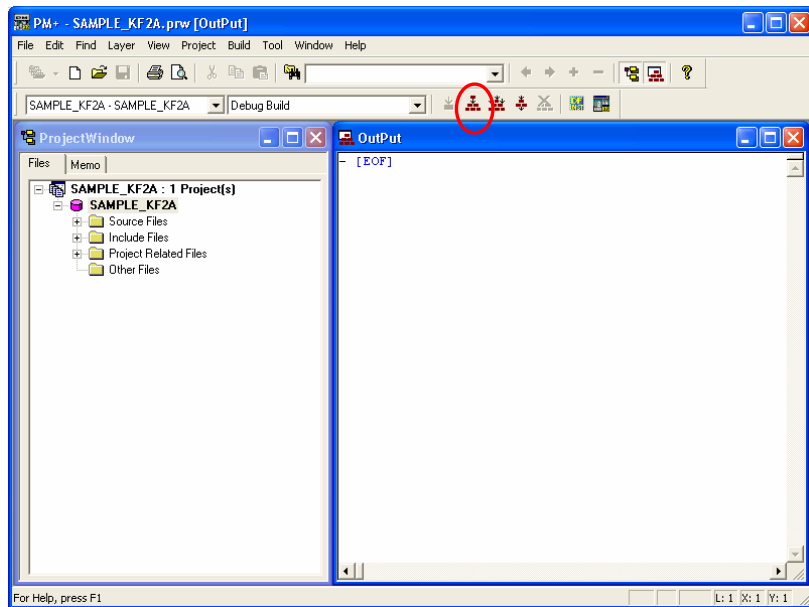 PM+ - SAMPLE_KF2A.prw [OutPut]
File Edit Find Layer View Project Build Tool Window Help
SAMPLE_KF2A - SAMPLE_KF2A Debug Build
ProjectWindow
Files Memo
SAMPLE_KF2A : 1 Project(s)
SAMPLE_KF2A
Source Files
Include Files
Project Related Files
Other Files
OutPut
[EOF]
For Help, press F1
L: 1 X: 1 Y: 1